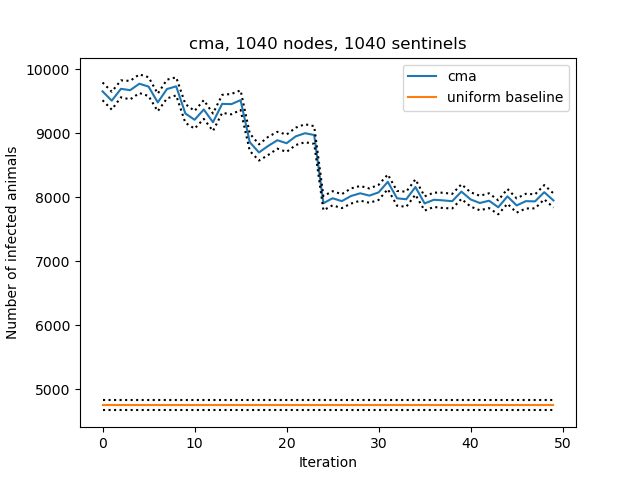 cma, 1040 nodes, 1040 sentinels
cma
uniform baseline
10000
9000
8000
7000
6000
5000
Number of infected animals
0 10 20 30 40 50
Iteration